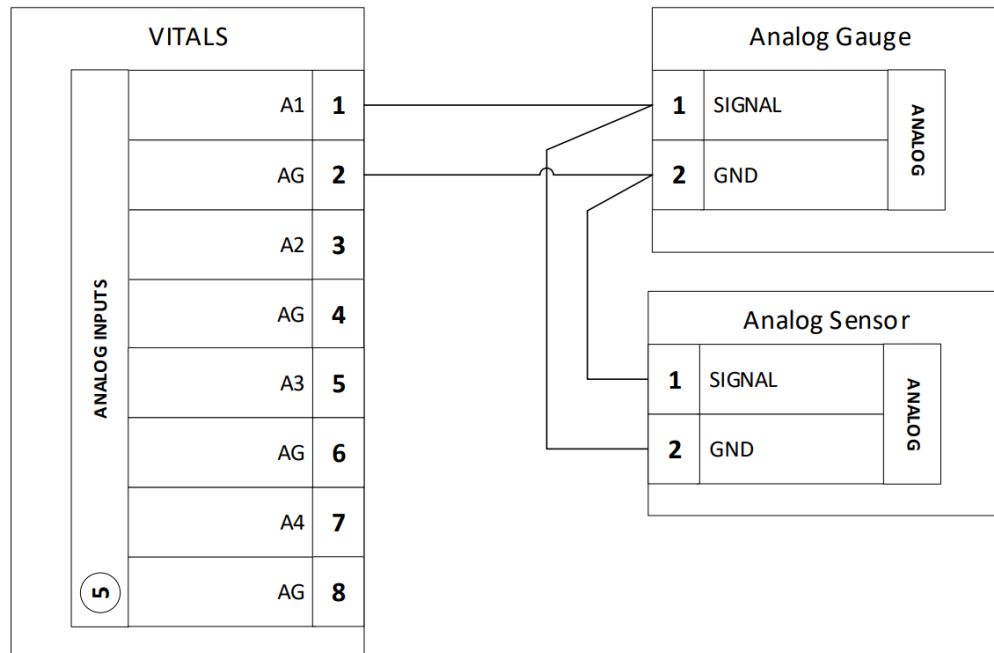 VITALS
ANALOG INPUTS
5
A1 1
AG 2
A2 3
AG 4
A3 5
AG 6
A4 7
AG 8
Analog Gauge
1 SIGNAL
2 GND
ANALOG
Analog Sensor
1 SIGNAL
2 GND
ANALOG